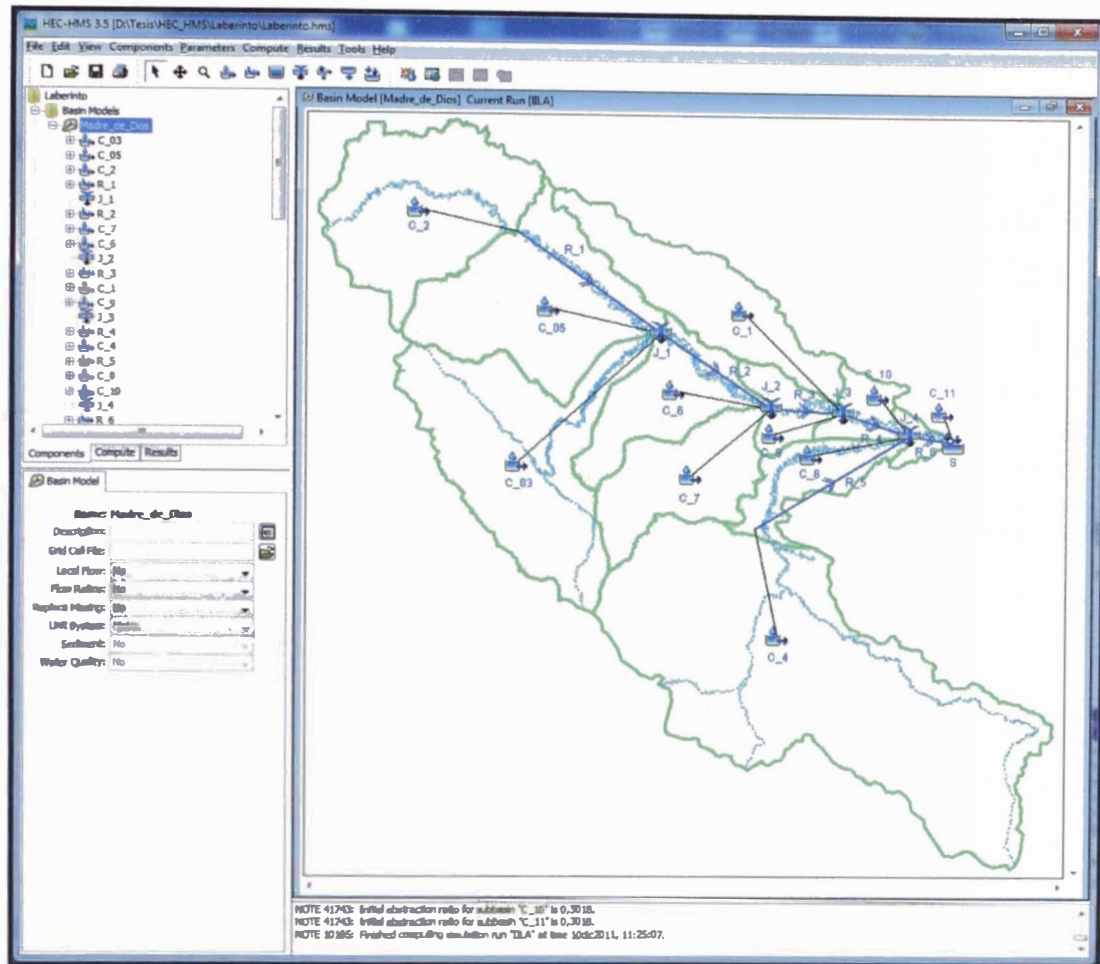 HEC-HMS 3.5 [D:\Tesis\HEC_HMS\Laberinto\Laberinto.hms]
File Edit View Components Parameters Compute Results Tools Help
Laberinto
Basin Models
Madre_de_Dios
C_03
C_05
C_2
R_1
J_1
R_2
C_7
C_6
J_2
R_3
C_1
C_9
J_3
R_4
C_4
R_5
C_8
C_10
J_4
R_6
Components Compute Results
Basin Model
Name: Madre_de_Dios
Description:
Grid Cell File:
Local Flow: No
Flow Ratios: No
Replace Missing: No
Unit System:
Sediment: No
Water Quality: No
Basin Model [Madre_de_Dios] Current Run [IILA]
C_2
R_1
C_05
C_1
J_1
R_2
C_10
C_11
J_2
J_3
C_6
J_4
R_6
S
C_8
R_5
C_03
C_7
C_4
NOTE 41743: Initial abstraction ratio for subbasin "C_10" is 0,3018.
NOTE 41743: Initial abstraction ratio for subbasin "C_11" is 0,3018.
NOTE 10185: Finished computing simulation run "IILA" at time 10dic2011, 11:25:07.